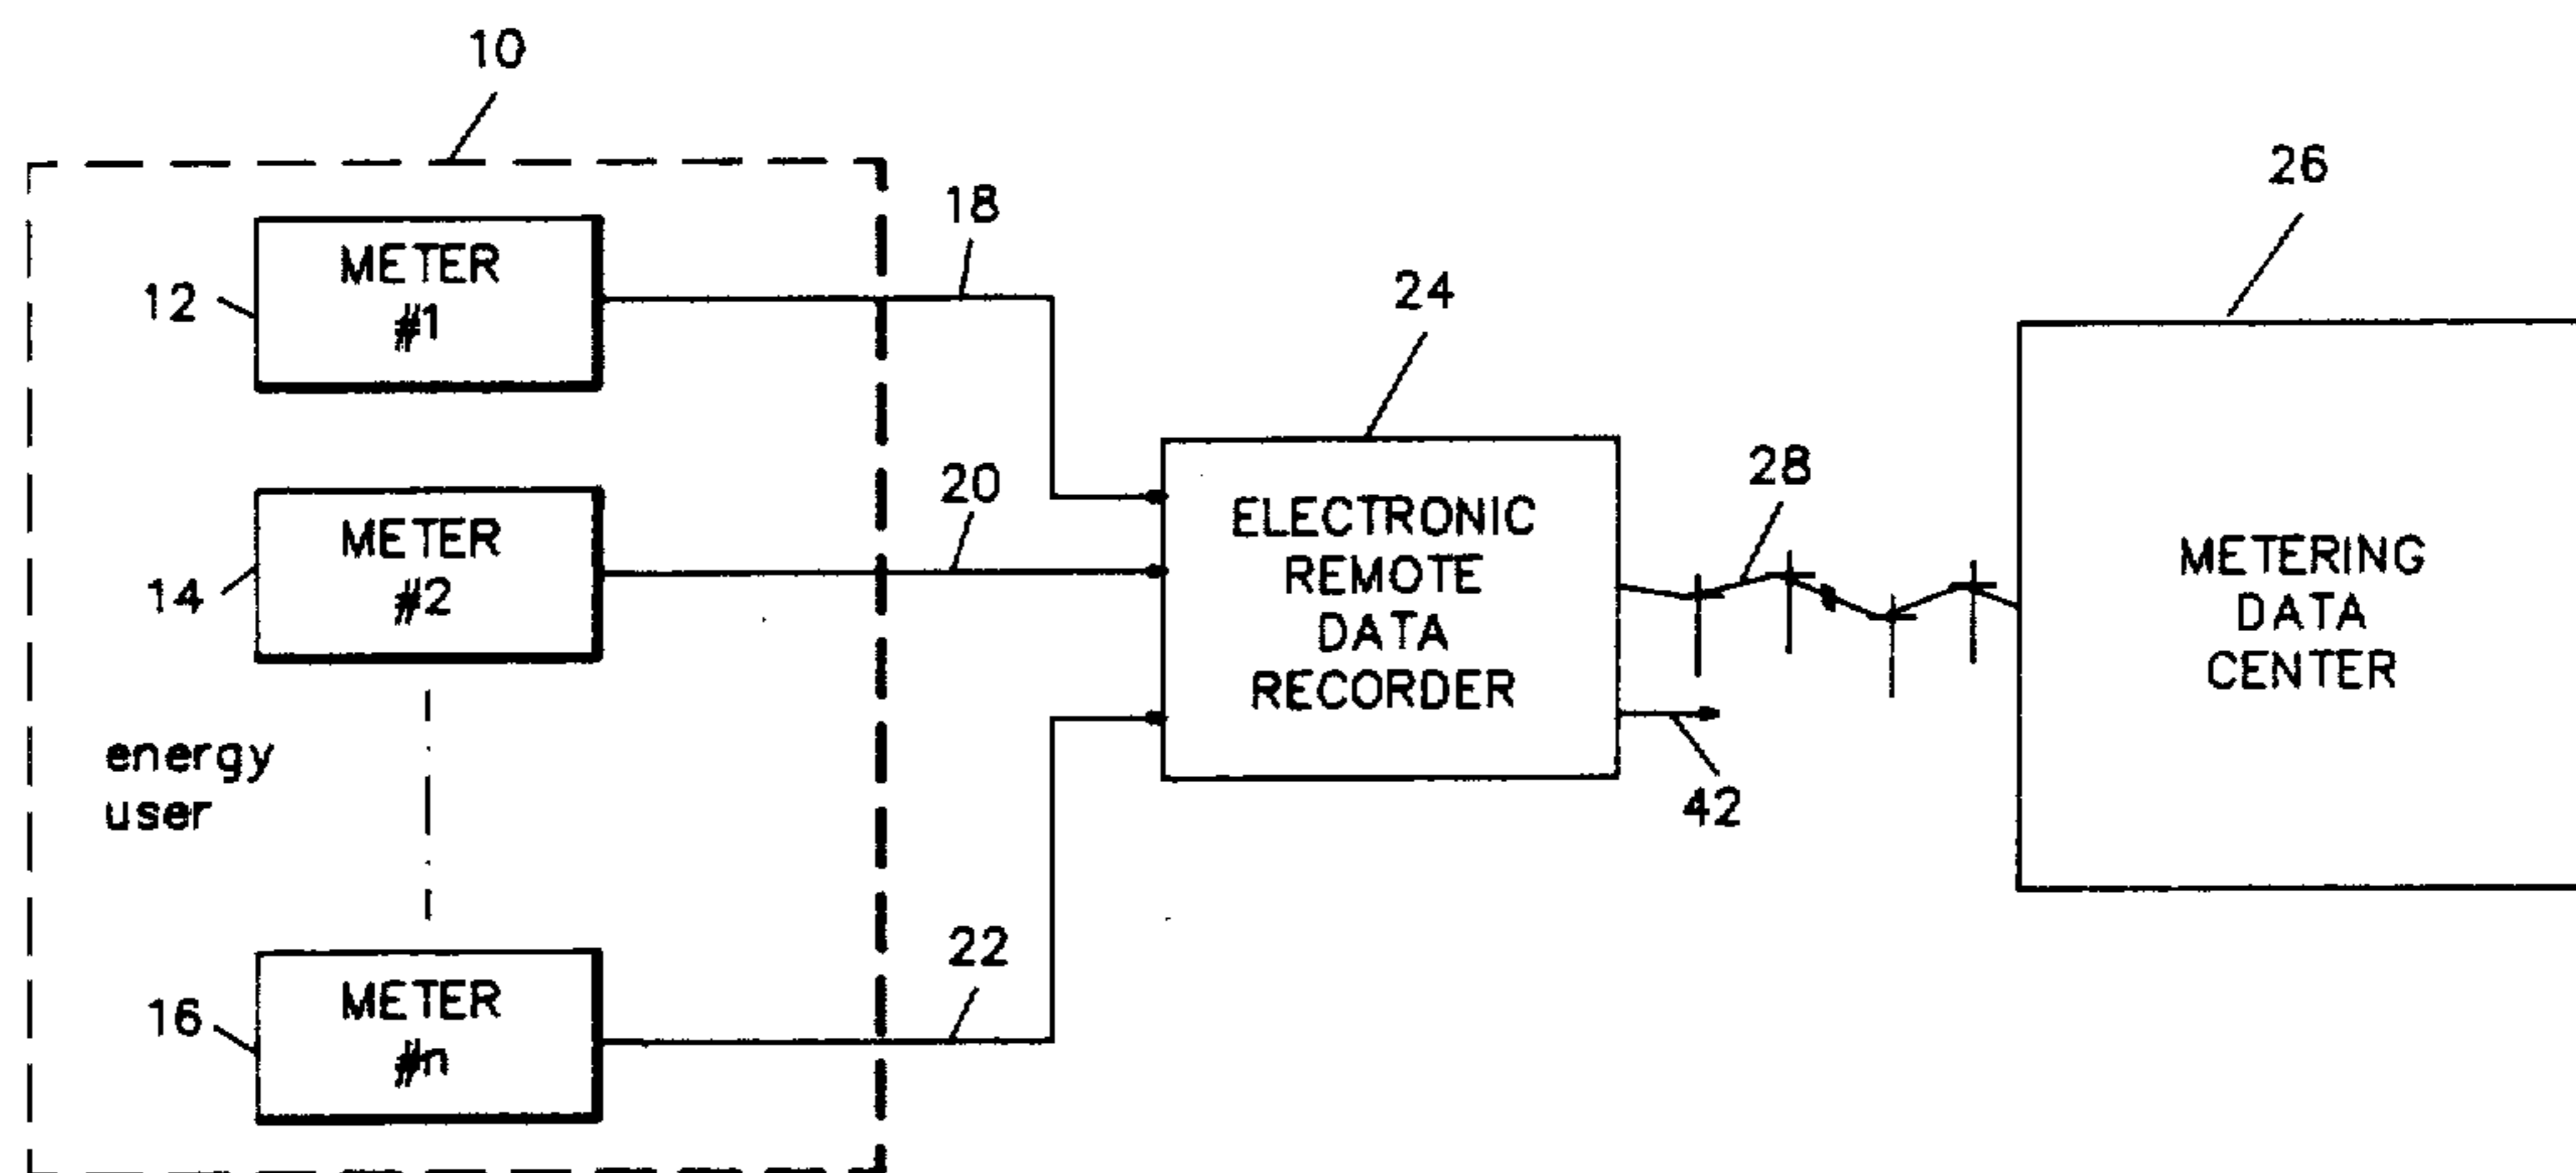 10
METER
#1
12
18
METER
#2
14
20
energy
user
METER
#n
16
22
24
ELECTRONIC
REMOTE
DATA
RECORDER
28
42
26
METERING
DATA
CENTER